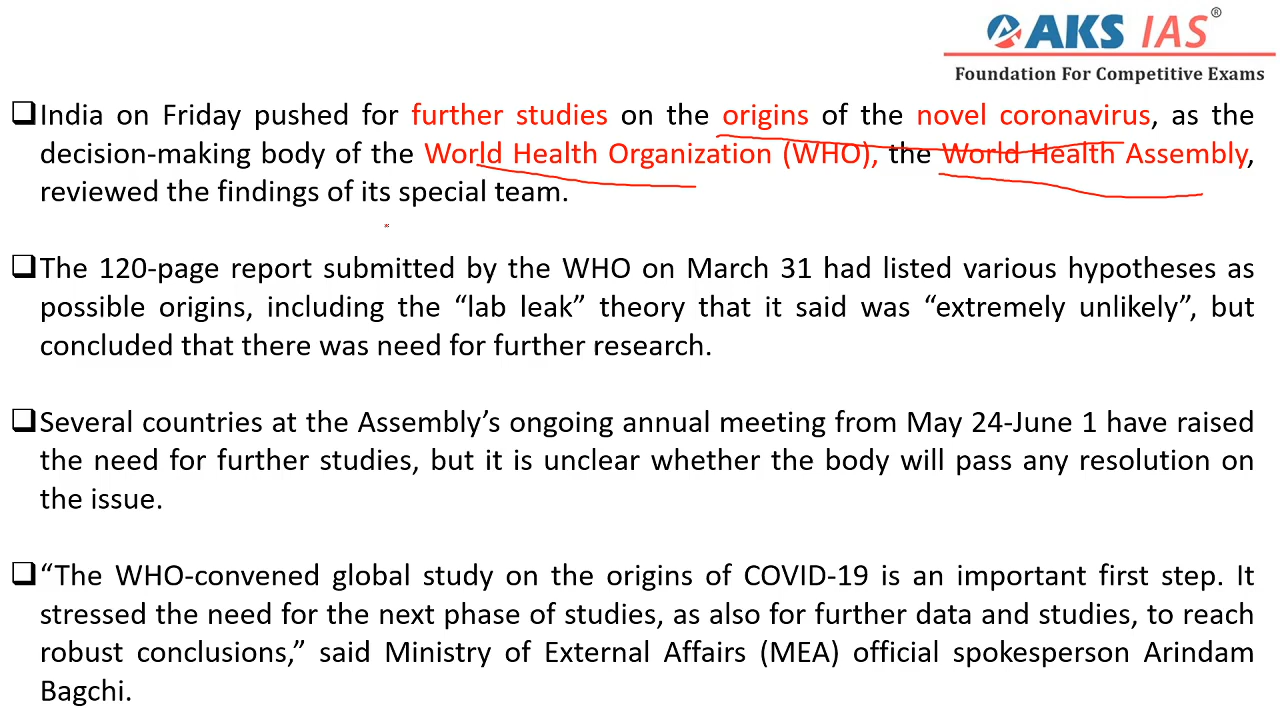 AKS IAS®
Foundation For Competitive Exams
India on Friday pushed for further studies on the origins of the novel coronavirus, as the
decision-making body of the World Health Organization (WHO), the World Health Assembly,
reviewed the findings of its special team.
The 120-page report submitted by the WHO on March 31 had listed various hypotheses as
possible origins, including the “lab leak” theory that it said was “extremely unlikely”, but
concluded that there was need for further research.
Several countries at the Assembly’s ongoing annual meeting from May 24-June 1 have raised
the need for further studies, but it is unclear whether the body will pass any resolution on
the issue.
“The WHO-convened global study on the origins of COVID-19 is an important first step. It
stressed the need for the next phase of studies, as also for further data and studies, to reach
robust conclusions,” said Ministry of External Affairs (MEA) official spokesperson Arindam
Bagchi.